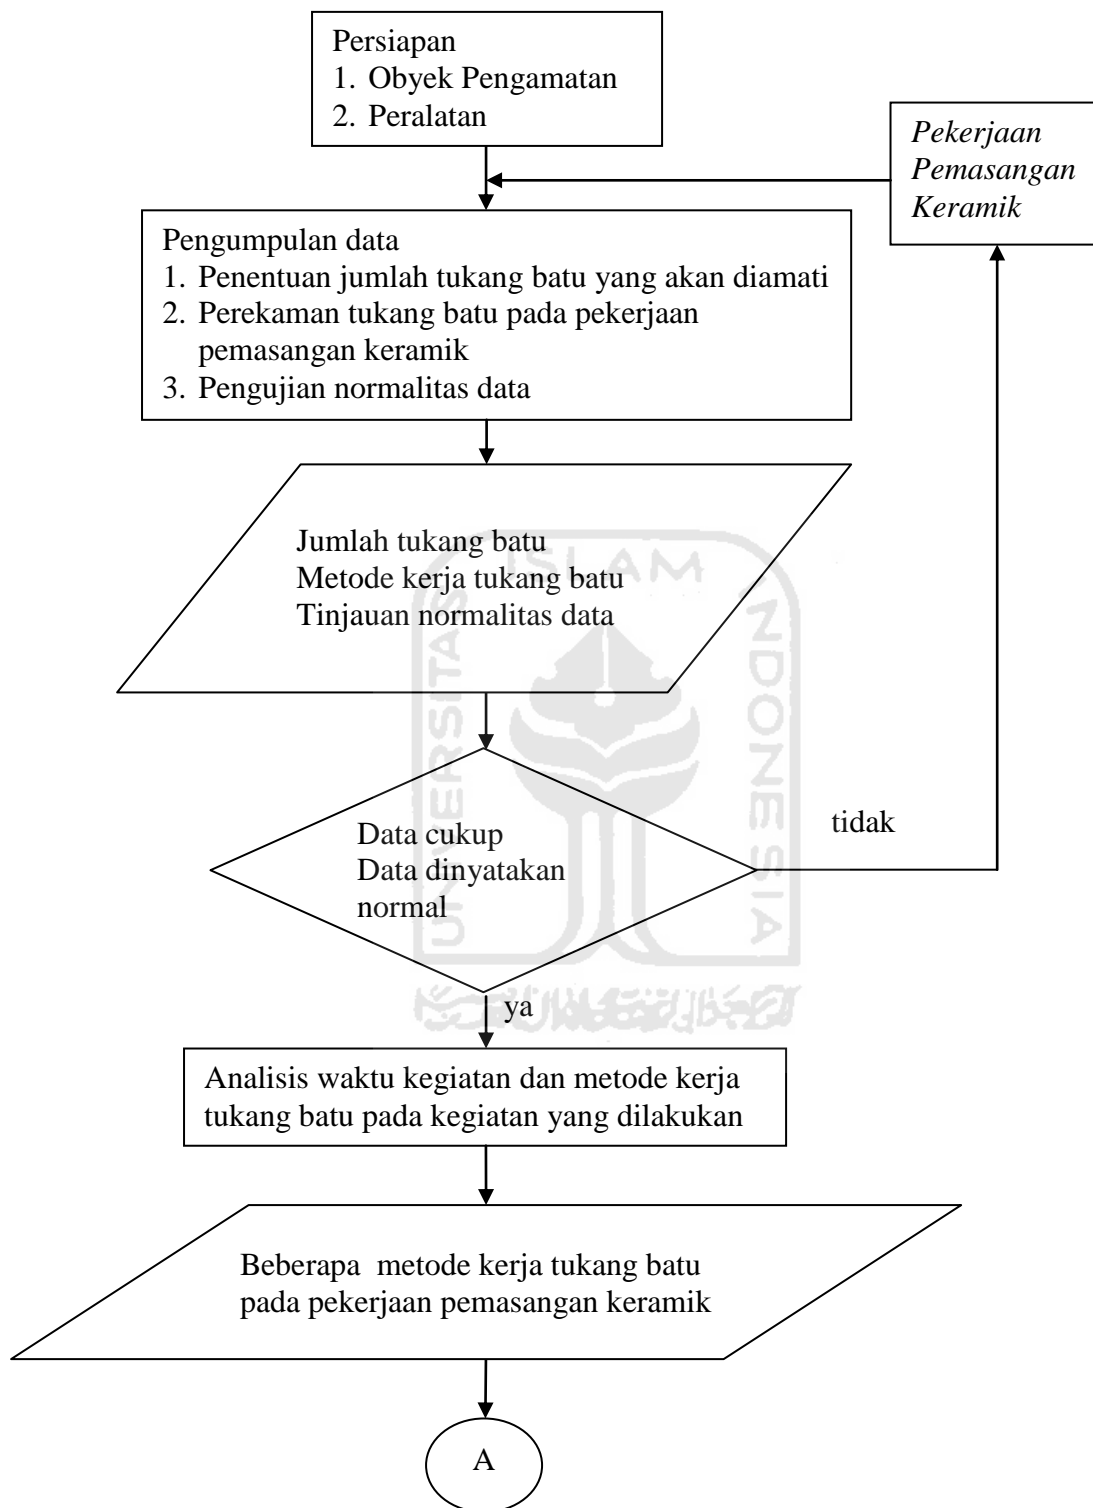 Persiapan
1. Obyek Pengamatan
2. Peralatan
Pekerjaan
Pemasangan
Keramik
Pengumpulan data
1. Penentuan jumlah tukang batu yang akan diamati
2. Perekaman tukang batu pada pekerjaan
pemasangan keramik
3. Pengujian normalitas data
Jumlah tukang batu
Metode kerja tukang batu
Tinjauan normalitas data
UNIVERSITAS
ISLAM
INDONESIA
Data cukup
Data dinyatakan
normal
tidak
ya
Analisis waktu kegiatan dan metode kerja
tukang batu pada kegiatan yang dilakukan
Beberapa  metode kerja tukang batu
pada pekerjaan pemasangan keramik
A